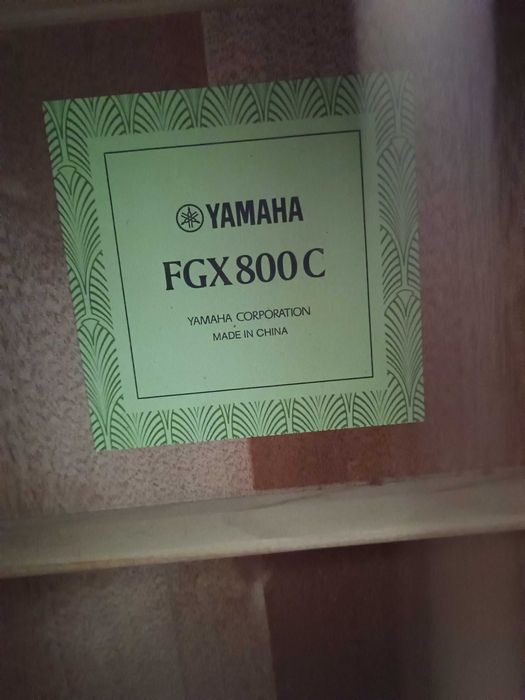 YAMAHA
FGX800C
YAMAHA CORPORATION
MADE IN CHINA